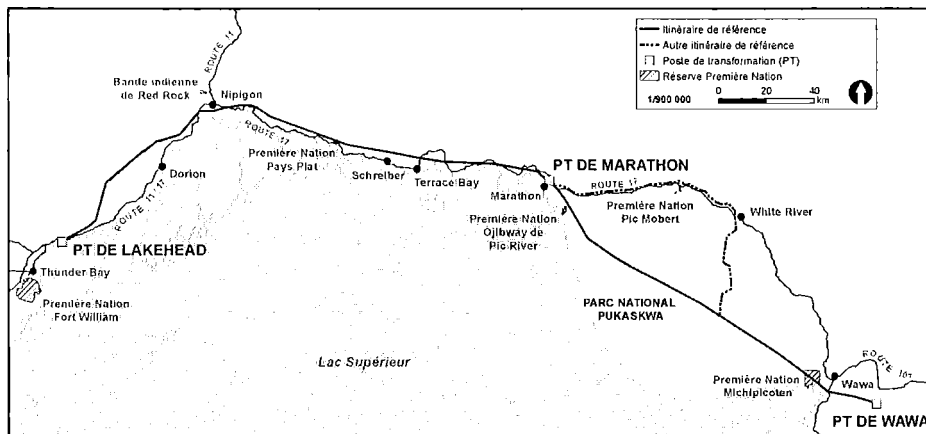 ROUTE 11
Itinéraire de référence
Autre itinéraire de référence
Poste de transformation (PT)
Réserve Première Nation
1/900 000
0 20 40
km
Bande indienne
de Red Rock
Nipigon
ROUTE 17
Première Nation
Pays Plat
Schreiber
Terrace Bay
Dorion
ROUTE 11-17
PT DE MARATHON
Marathon
ROUTE 17
Première Nation
Pic Mobert
White River
Première Nation
Ojibway de
Pic River
PT DE LAKEHEAD
Thunder Bay
Première Nation
Fort William
PARC NATIONAL
PUKASKWA
Lac Supérieur
ROUTE 101
Première Nation
Michipicoten
Wawa
PT DE WAWA